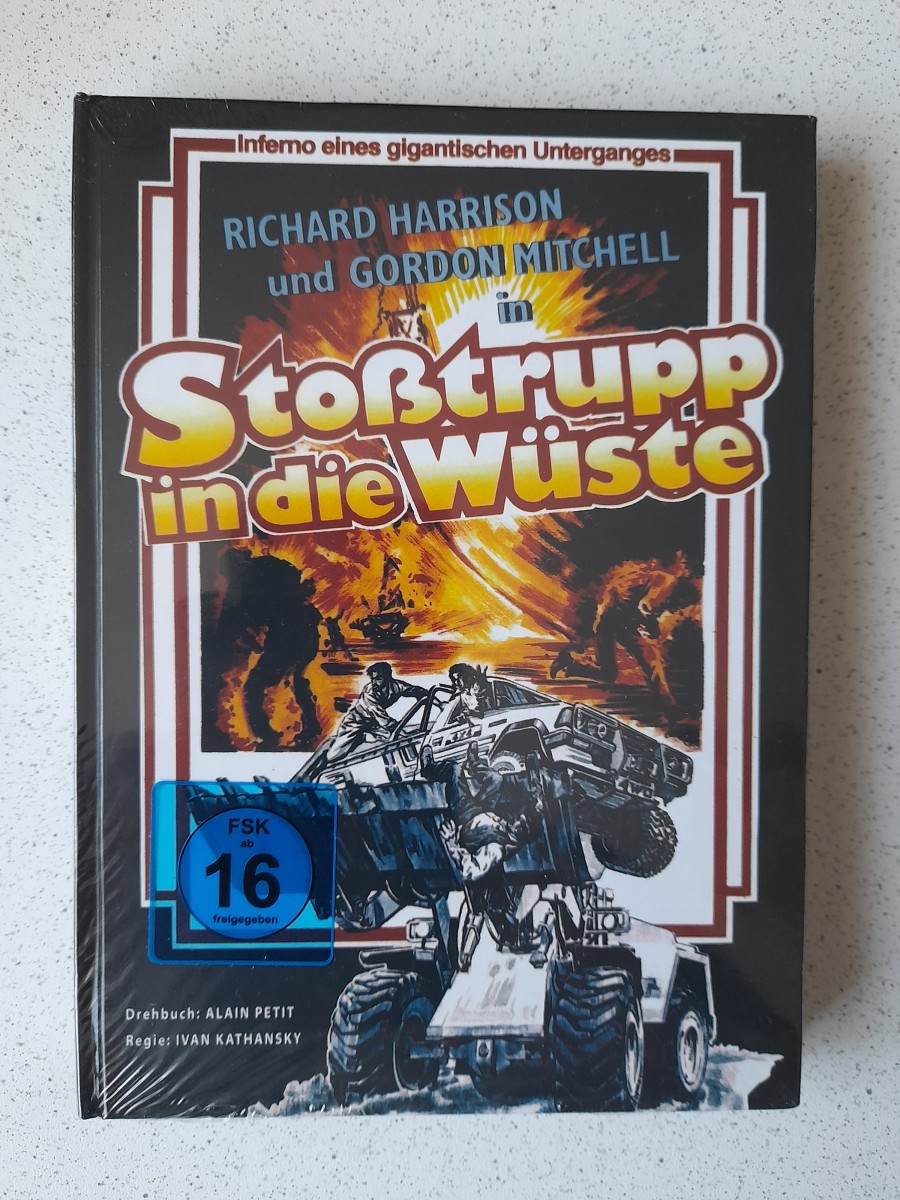 Inferno eines gigantischen Unterganges
RICHARD HARRISON
und GORDON MITCHELL
in
Stoßtrupp
in die Wüste
FSK
ab
16
freigegeben
Drehbuch: ALAIN PETIT
Regie: IVAN KATHANSKY